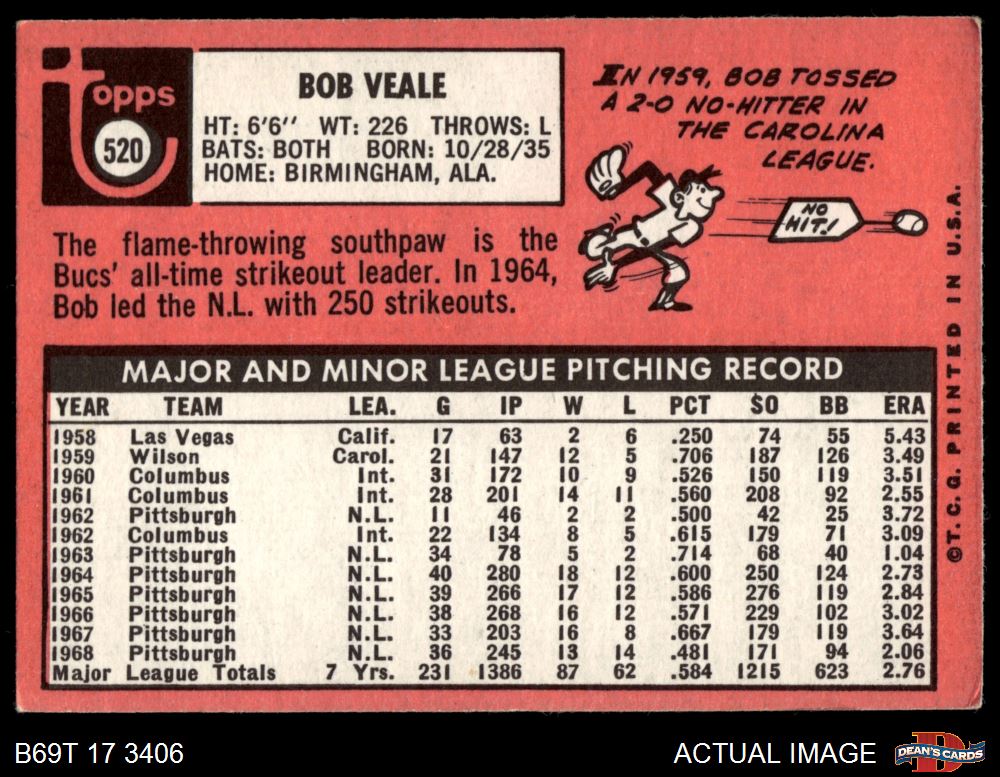 topps
520
BOB VEALE
HT: 6'6'' WT: 226 THROWS: L
BATS: BOTH BORN: 10/28/35
HOME: BIRMINGHAM, ALA.
IN 1959, BOB TOSSED
A 2-0 NO-HITTER IN
THE CAROLINA
LEAGUE.
NO
HIT!
The flame-throwing southpaw is the
Bucs' all-time strikeout leader. In 1964,
Bob led the N.L. with 250 strikeouts.
MAJOR AND MINOR LEAGUE PITCHING RECORD
YEAR TEAM LEA. G IP W L PCT SO BB ERA
1958 Las Vegas Calif. 17 63 2 6 .250 74 55 5.43
1959 Wilson Carol. 21 147 12 5 .706 187 126 3.49
1960 Columbus Int. 31 172 10 9 .526 150 119 3.51
1961 Columbus Int. 28 201 14 11 .560 208 92 2.55
1962 Pittsburgh N.L. 11 46 2 2 .500 42 25 3.72
1962 Columbus Int. 22 134 8 5 .615 179 71 3.09
1963 Pittsburgh N.L. 34 78 5 2 .714 68 40 1.04
1964 Pittsburgh N.L. 40 280 18 12 .600 250 124 2.73
1965 Pittsburgh N.L. 39 266 17 12 .586 276 119 2.84
1966 Pittsburgh N.L. 38 268 16 12 .571 229 102 3.02
1967 Pittsburgh N.L. 33 203 16 8 .667 179 119 3.64
1968 Pittsburgh N.L. 36 245 13 14 .481 171 94 2.06
Major League Totals 7 Yrs. 231 1386 87 62 .584 1215 623 2.76
©T.C.G. PRINTED IN U.S.A.
B69T 17 3406
ACTUAL IMAGE
D
DEAN'S CARDS